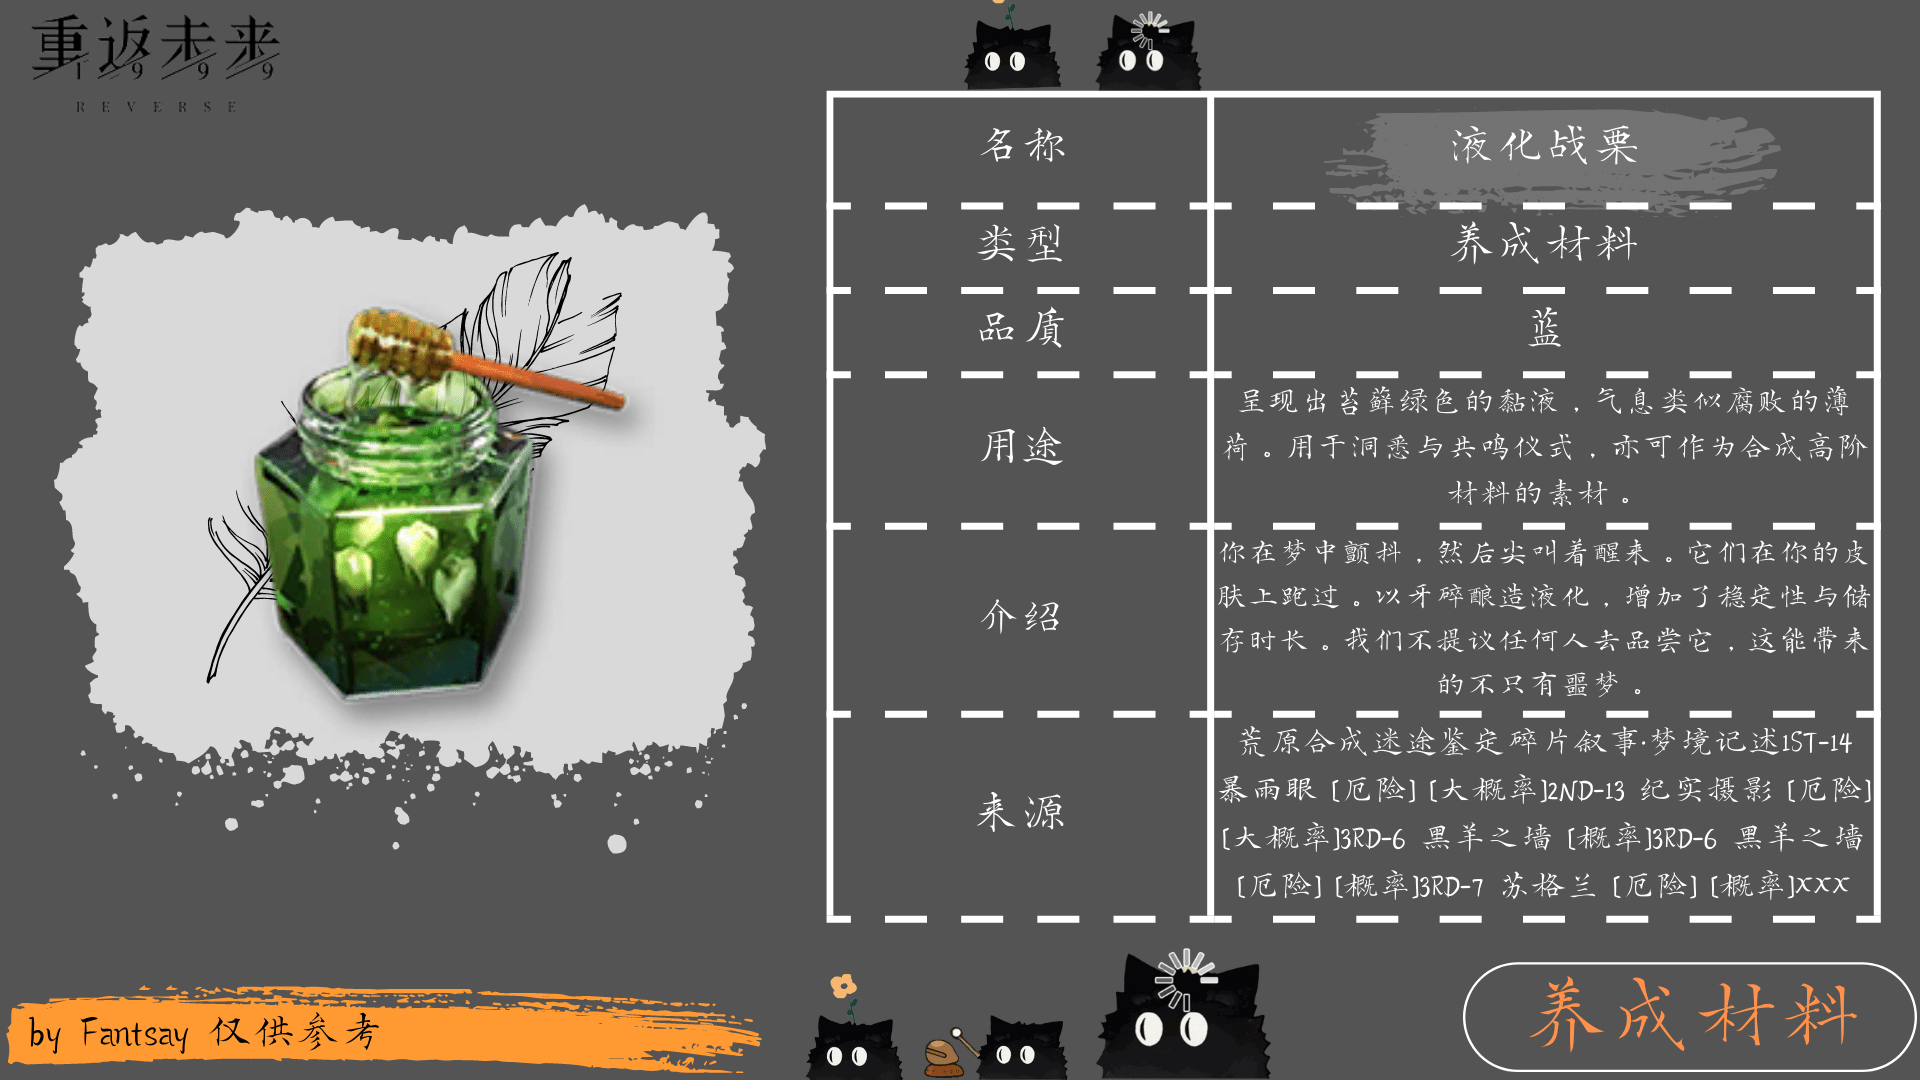 重返未来
1999
REVERSE
名称
液化战栗
类型
养成材料
品质
蓝
用途
呈现出苔藓绿色的黏液，气息类似腐败的薄
荷。用于洞悉与共鸣仪式，亦可作为合成高阶
材料的素材。
介绍
你在梦中颤抖，然后尖叫着醒来。它们在你的皮
肤上跑过。以牙碎酿造液化，增加了稳定性与储
存时长。我们不提议任何人去品尝它，这能带来
的不只有噩梦。
来源
荒原合成迷途鉴定碎片叙事·梦境记述1ST-14
暴雨眼 [厄险] [大概率]2ND-13 纪实摄影 [厄险]
[大概率]3RD-6 黑羊之墙 [概率]3RD-6 黑羊之墙
[厄险] [概率]3RD-7 苏格兰 [厄险] [概率]xxx
by Fantsay 仅供参考
养成材料